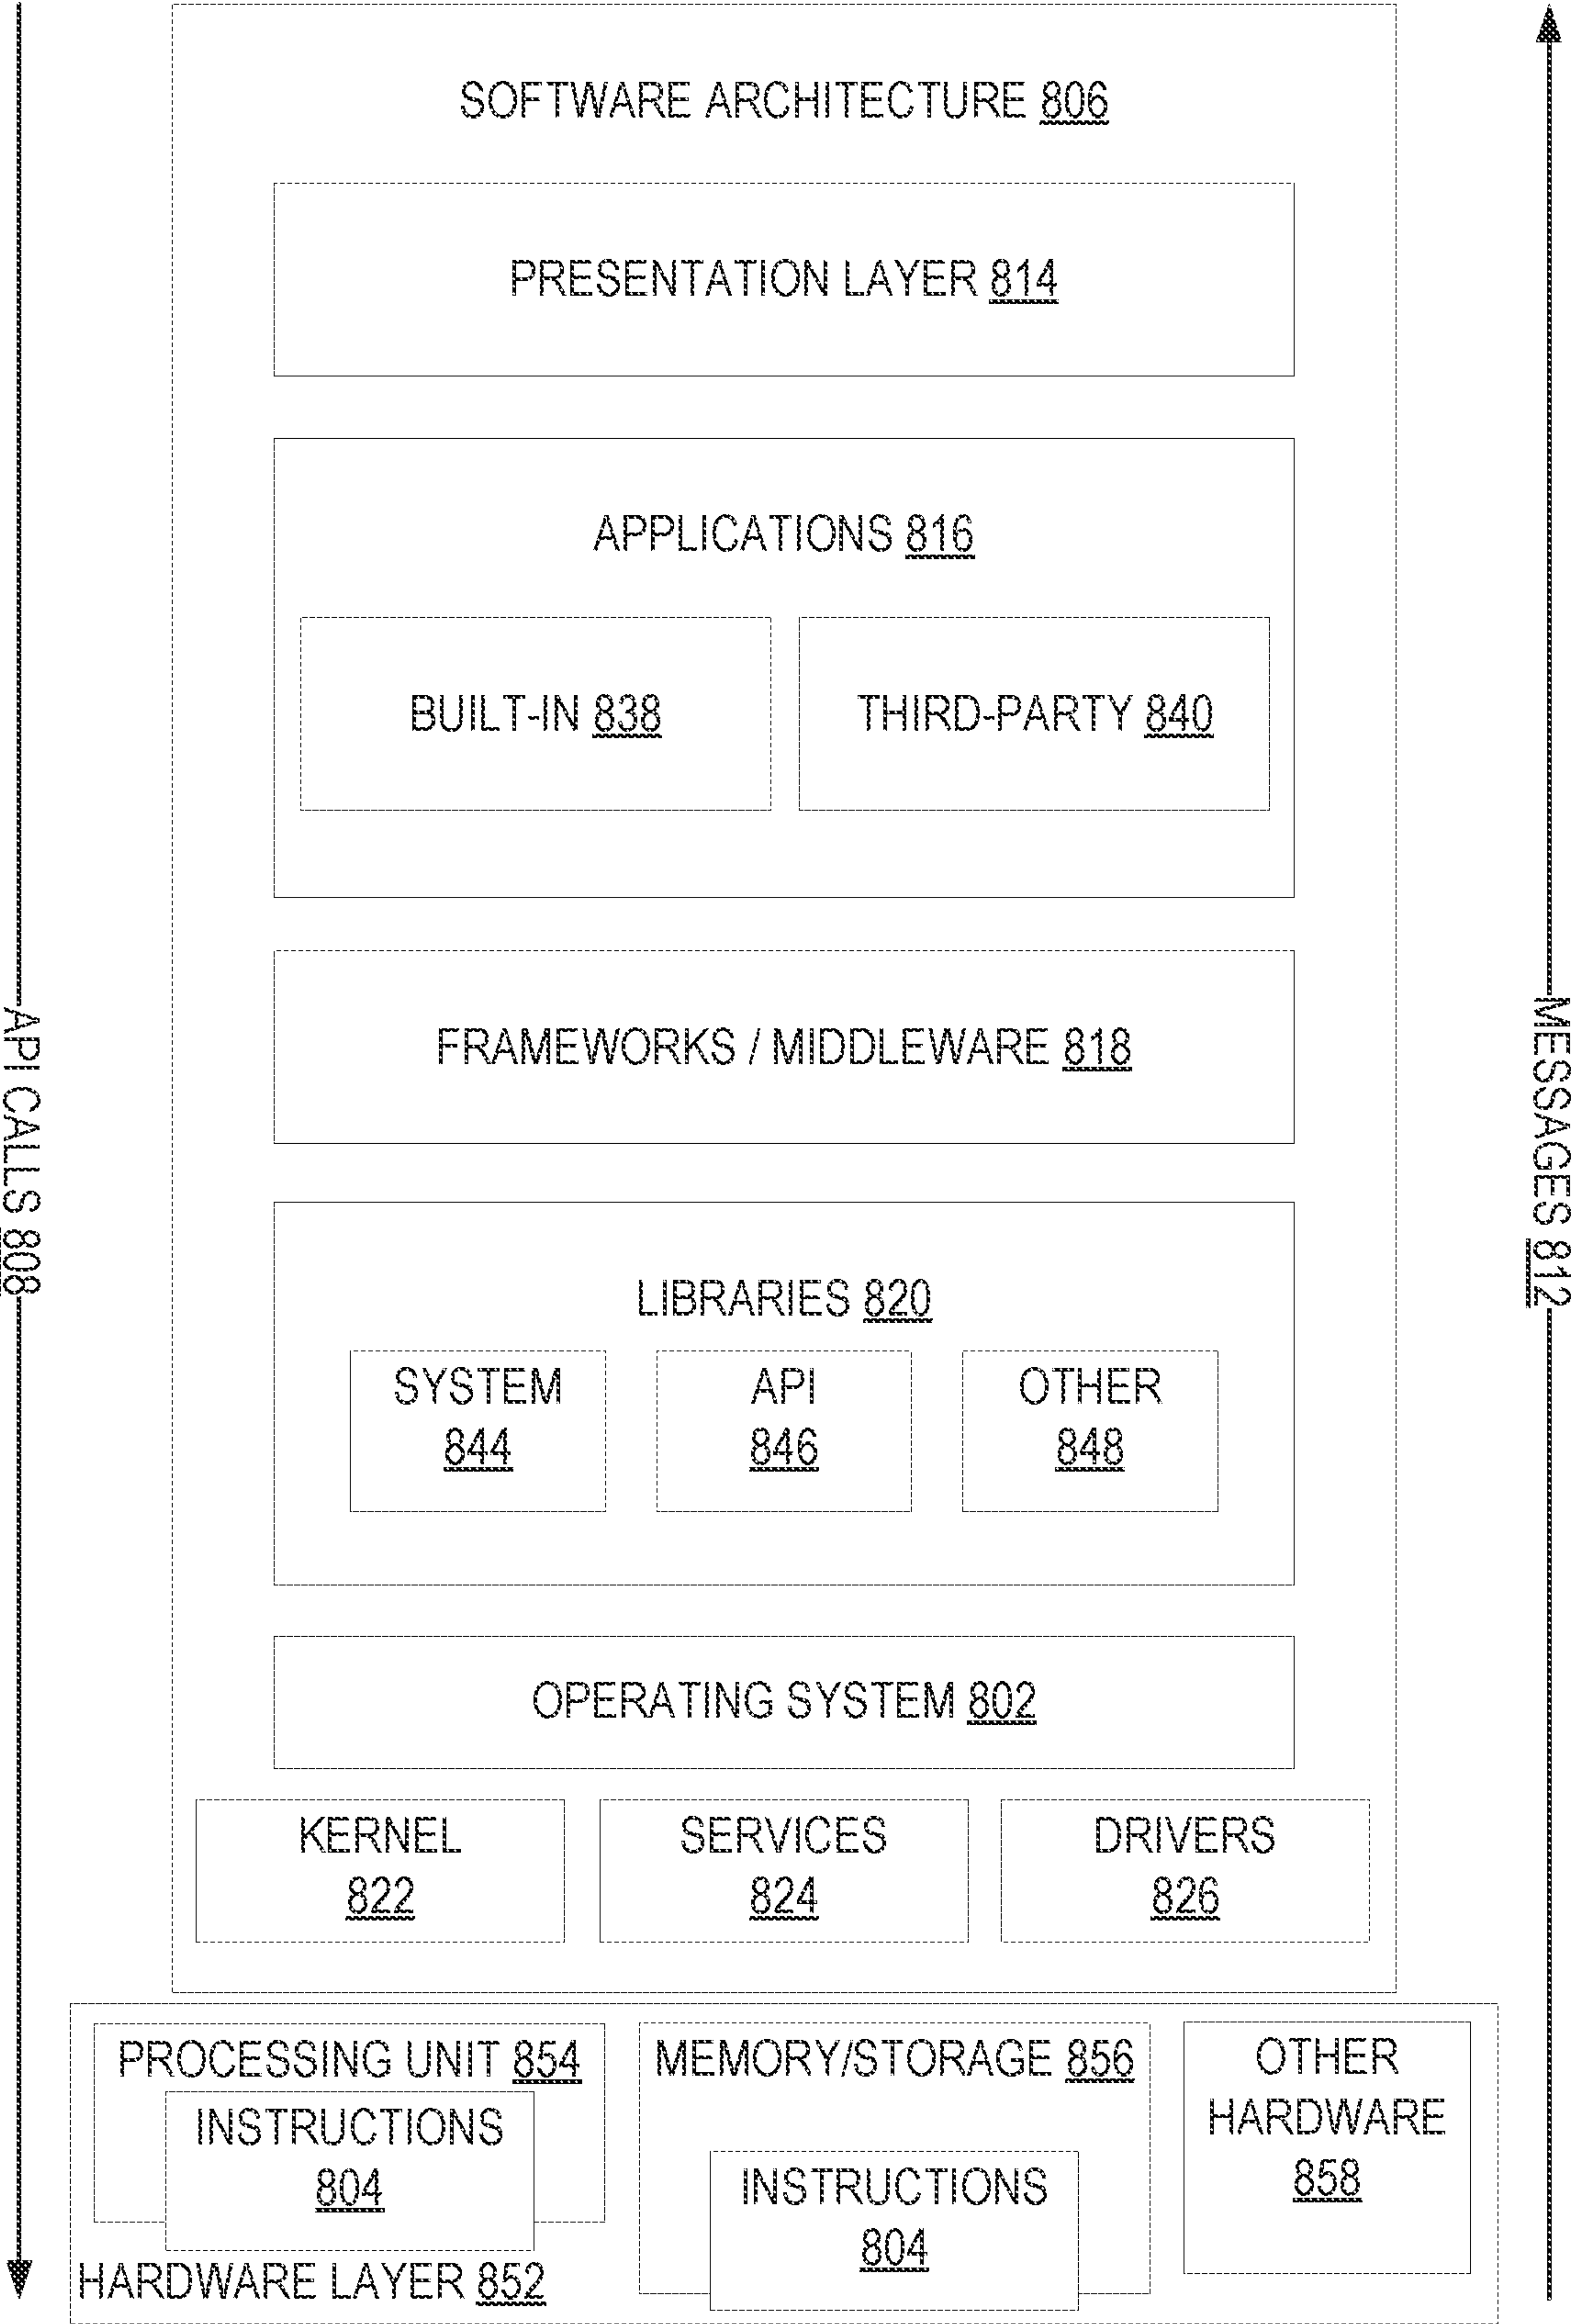 SOFTWARE ARCHITECTURE 806
PRESENTATION LAYER 814
APPLICATIONS 816
BUILT-IN 838
THIRD-PARTY 840
FRAMEWORKS / MIDDLEWARE 818
API CALLS 808
MESSAGES 812
LIBRARIES 820
SYSTEM
844
API
846
OTHER
848
OPERATING SYSTEM 802
KERNEL
822
SERVICES
824
DRIVERS
826
PROCESSING UNIT 854
INSTRUCTIONS
804
MEMORY/STORAGE 856
INSTRUCTIONS
804
OTHER
HARDWARE
858
HARDWARE LAYER 852